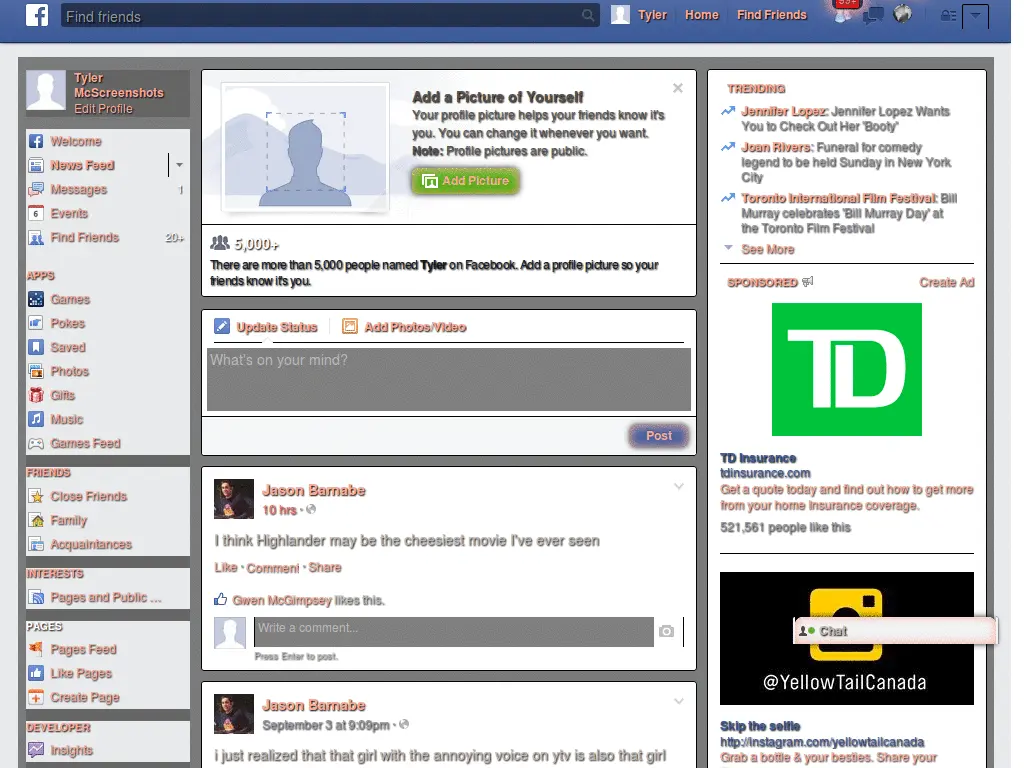 Find friends
Tyler
Home
Find Friends
99+
Tyler
McScreenshots
Edit Profile
Welcome
News Feed
Messages 1
6 Events
Find Friends 20+
APPS
Games
Pokes
Saved
Photos
Gifts
Music
Games Feed
FRIENDS
Close Friends
Family
Acquaintances
INTERESTS
Pages and Public ...
PAGES
Pages Feed
Like Pages
Create Page
DEVELOPER
Insights
Add a Picture of Yourself
Your profile picture helps your friends know it's
you. You can change it whenever you want.
Note: Profile pictures are public.
Add Picture
5,000+
There are more than 5,000 people named Tyler on Facebook. Add a profile picture so your
friends know it's you.
Update Status
Add Photos/Video
What's on your mind?
Post
Jason Barnabe
10 hrs ·
I think Highlander may be the cheesiest movie I've ever seen
Like · Comment · Share
Gwen McGimpsey likes this.
Write a comment...
Press Enter to post.
Jason Barnabe
September 3 at 9:09pm ·
i just realized that that girl with the annoying voice on ytv is also that girl
TRENDING
Jennifer Lopez: Jennifer Lopez Wants
You to Check Out Her 'Booty'
Joan Rivers: Funeral for comedy
legend to be held Sunday in New York
City
Toronto International Film Festival: Bill
Murray celebrates 'Bill Murray Day' at
the Toronto Film Festival
See More
SPONSORED
Create Ad
TD
TD Insurance
tdinsurance.com
Get a quote today and find out how to get more
from your home insurance coverage.
521,561 people like this
Chat
@YellowTailCanada
Skip the selfie
http://instagram.com/yellowtailcanada
Grab a bottle & your besties. Share your